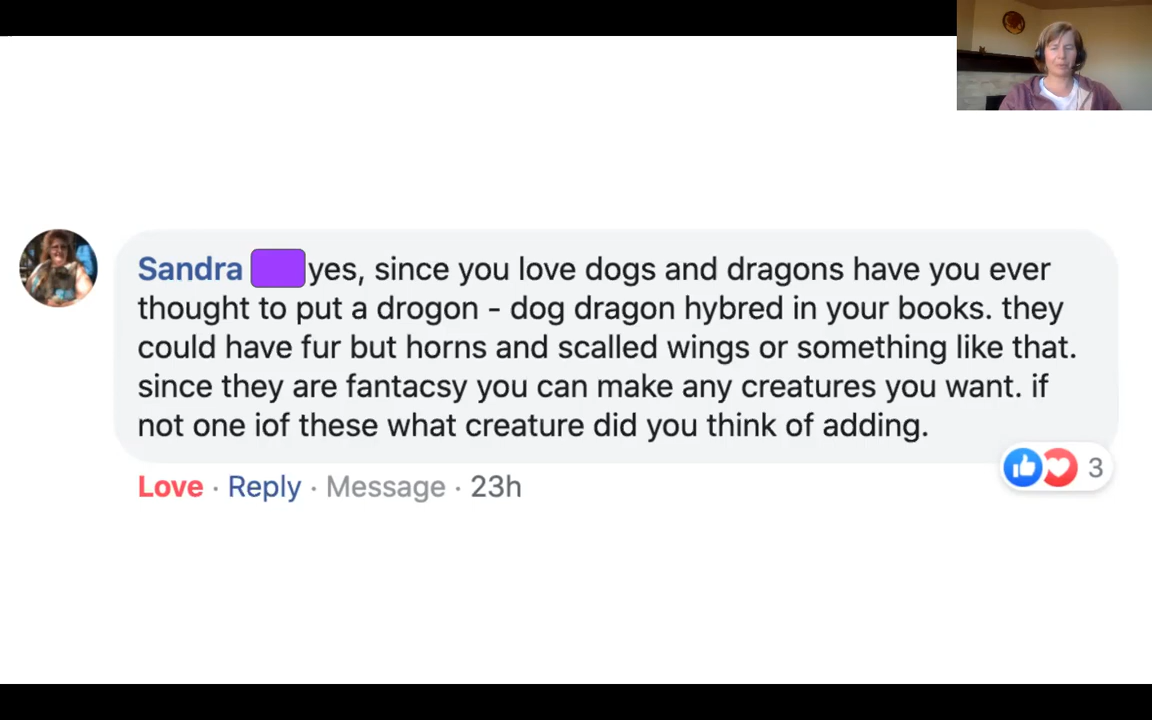 Sandra yes, since you love dogs and dragons have you ever
thought to put a drogon - dog dragon hybred in your books. they
could have fur but horns and scalled wings or something like that.
since they are fantacsy you can make any creatures you want. if
not one iof these what creature did you think of adding.
3
Love · Reply · Message · 23h